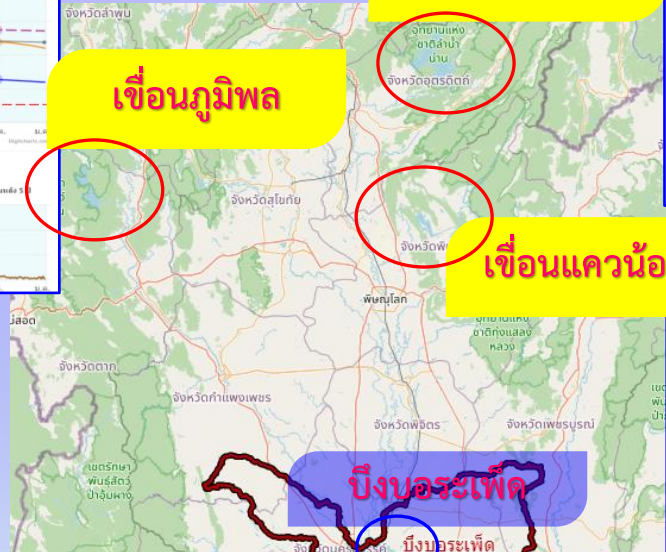 จังหวัดลำพูน
อุทยานแห่ง
ชาติลำน้ำ
น่าน
จังหวัดอุตรดิตถ์
เขื่อนภูมิพล
จังหวัดสุโขทัย
จังหวัดพิ
เขื่อนแควน้อ
พิษณุโลก
อุทยานแห่ง
ชาติทุ่งแสลง
หลวง
จังหวัดตาก
จังหวัดกำแพงเพชร
จังหวัดพิจิตร
จังหวัดเพชรบูรณ์
เขตรักษา
พันธุ์สัตว์
ป่าอุ้มผาง
บึงบอระเพ็ด
บึงบอระเพ็ด